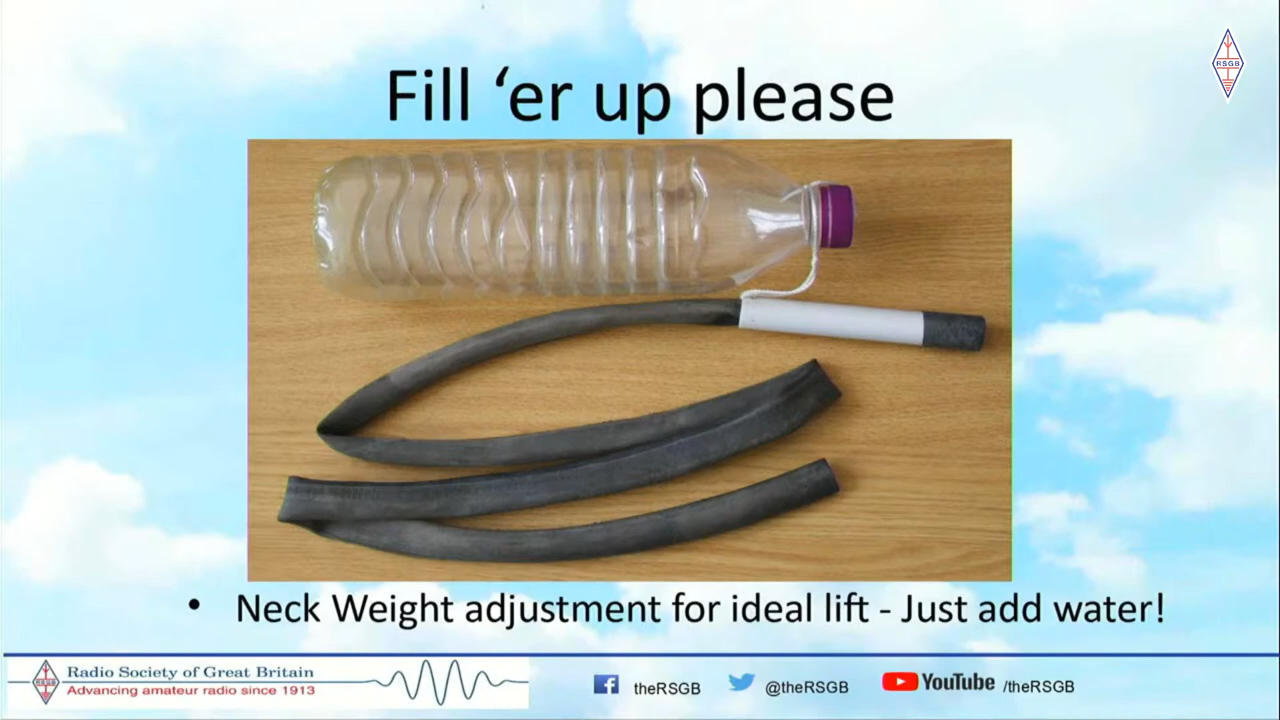 Fill ‘er up please
RSGB
• Neck Weight adjustment for ideal lift - Just add water!
Radio Society of Great Britain
Advancing amateur radio since 1913
theRSGB
@theRSGB
YouTube /theRSGB